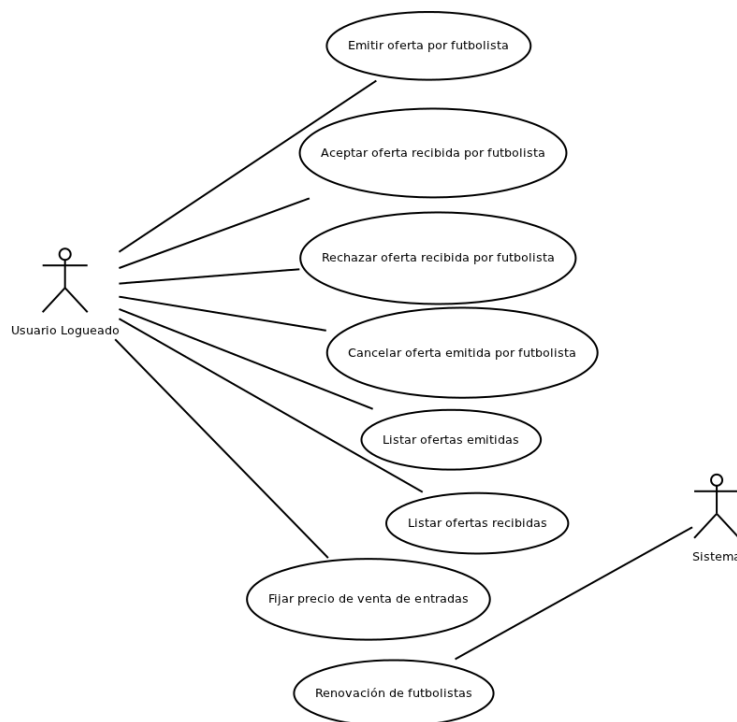 Emitir oferta por futbolista
Aceptar oferta recibida por futbolista
Rechazar oferta recibida por futbolista
Usuario Logueado
Cancelar oferta emitida por futbolista
Listar ofertas emitidas
Listar ofertas recibidas
Sistema
Fijar precio de venta de entradas
Renovación de futbolistas